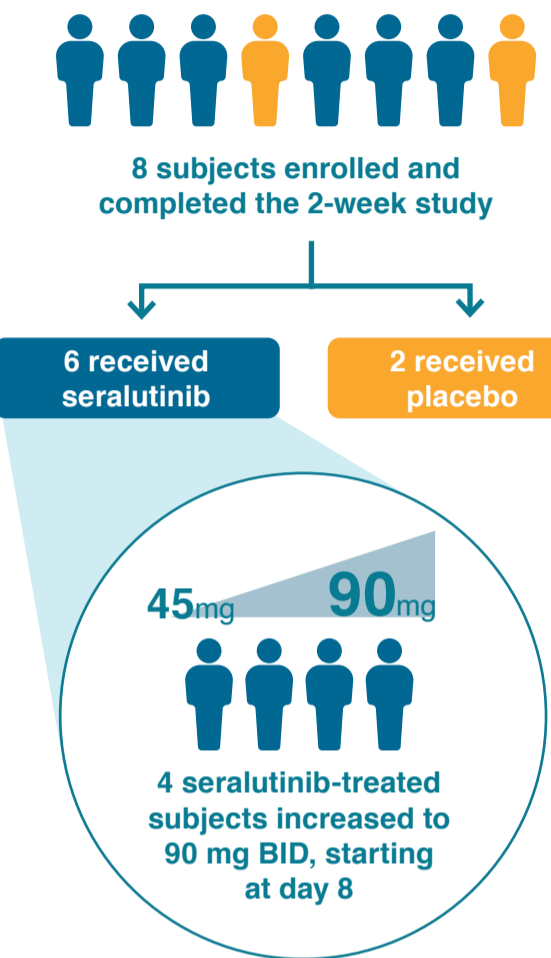 8 subjects enrolled and
completed the 2-week study
6 received
seralutinib
2 received
placebo
45mg
90mg
4 seralutinib-treated
subjects increased to
90 mg BID, starting
at day 8